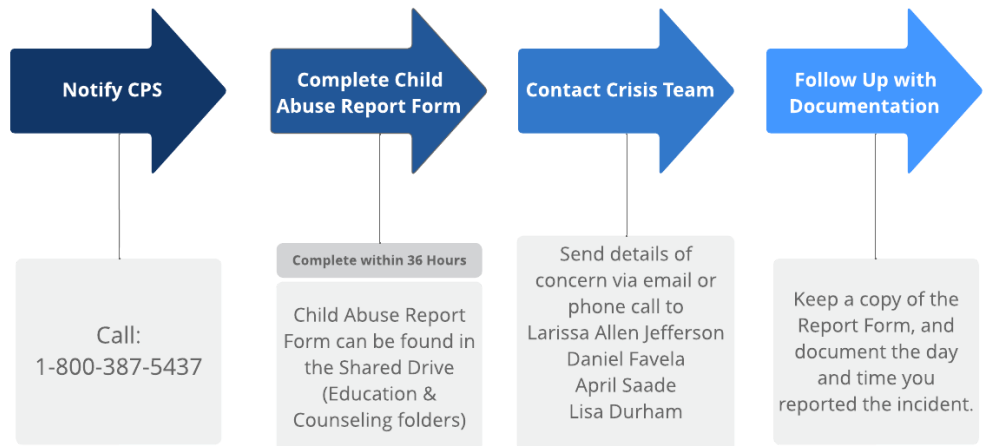 Notify CPS
Complete Child
Abuse Report Form
Contact Crisis Team
Follow Up with
Documentation
Call:
1-800-387-5437
Complete within 36 Hours
Child Abuse Report
Form can be found in
the Shared Drive
(Education &
Counseling folders)
Send details of
concern via email or
phone call to
Larissa Allen Jefferson
Daniel Favela
April Saade
Lisa Durham
Keep a copy of the
Report Form, and
document the day
and time you
reported the incident.